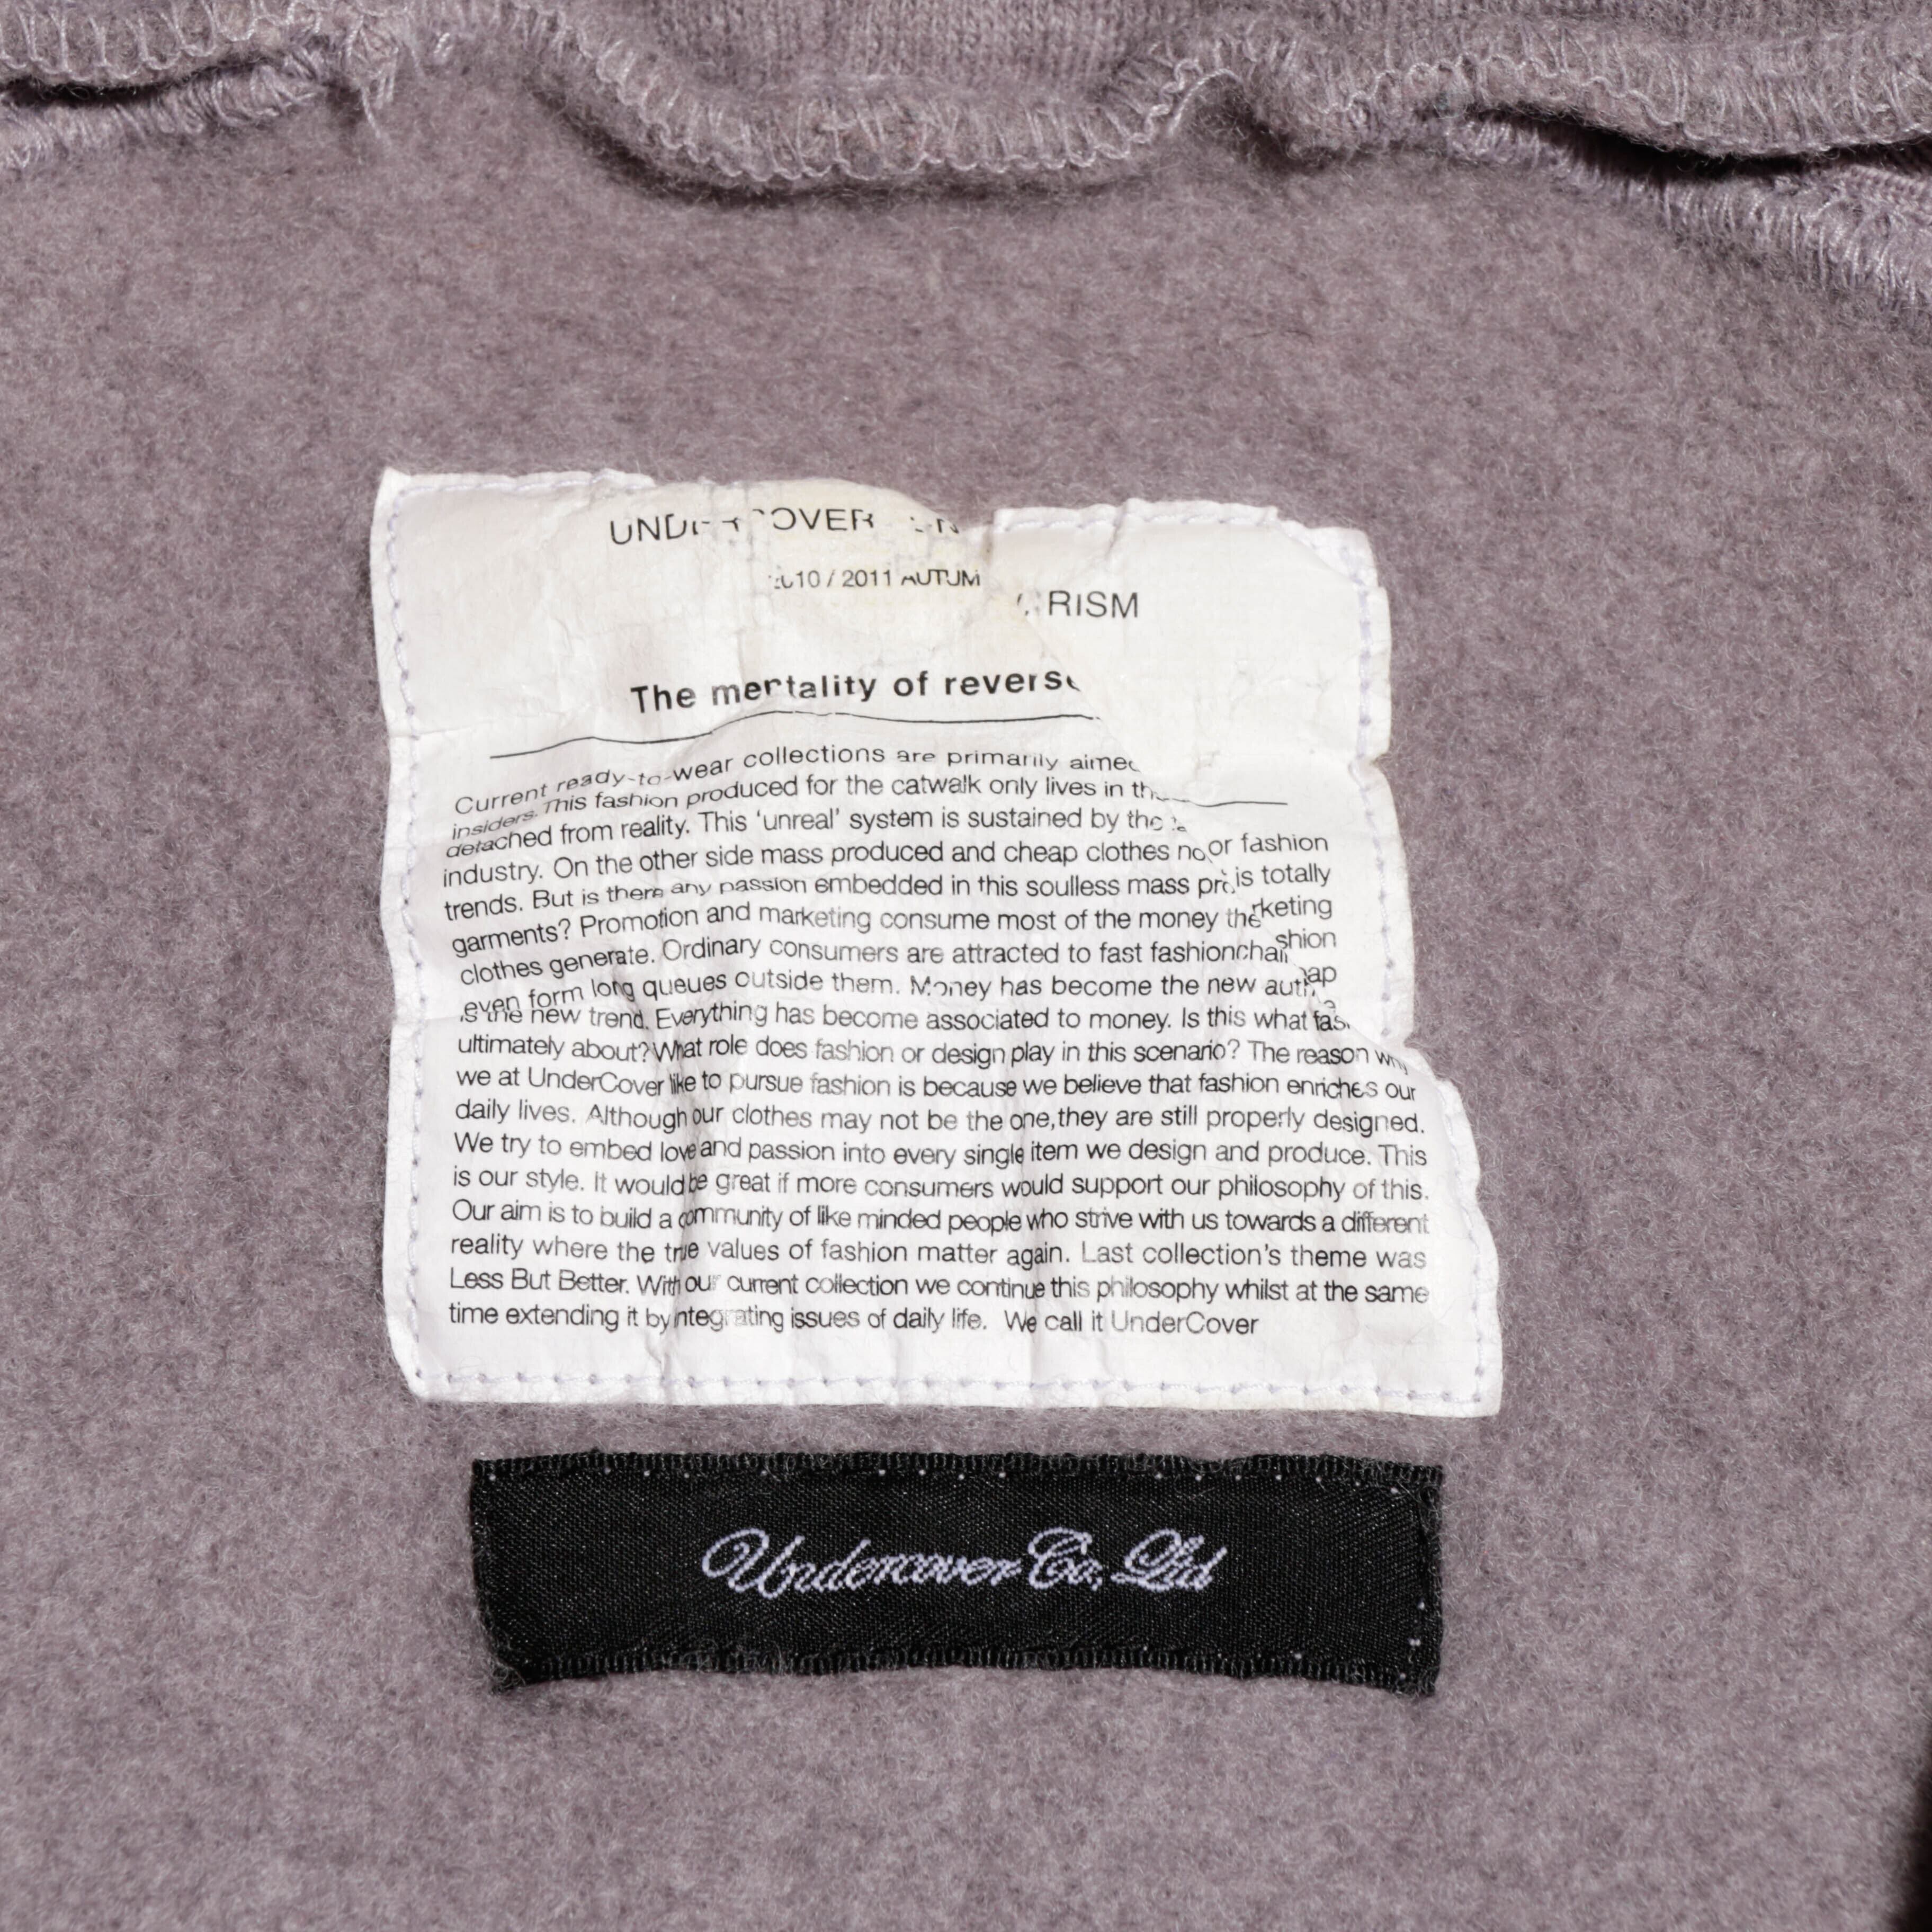 UNDERCOVER
2010 / 2011 AUTUM
RISM
The mentality of reverse
Current ready-to-wear collections are primarily aimed
insiders. This fashion produced for the catwalk only lives in
detached from reality. This 'unreal' system is sustained by the
industry. On the other side mass produced and cheap clothes or fashion
trends. But is there any passion embedded in this soulless mass is totally
garments? Promotion and marketing consume most of the money the rketing
clothes generate. Ordinary consumers are attracted to fast fashionchai shion
even form long queues outside them. Money has become the new
is the new trend. Everything has become associated to money. Is this what fas
ultimately about? What role does fashion or design play in this scenario? The reason why
we at UnderCover like to pursue fashion is because we believe that fashion enriches our
daily lives. Although our clothes may not be the one,they are still properly designed.
We try to embed love and passion into every single item we design and produce. This
is our style. It would be great if more consumers would support our philosophy of this.
Our aim is to build a community of like minded people who strive with us towards a different
reality where the true values of fashion matter again. Last collection's theme was
Less But Better. With our current collection we continue this philosophy whilst at the same
time extending it by integrating issues of daily life. We call it UnderCover
Undercover Co. Ltd